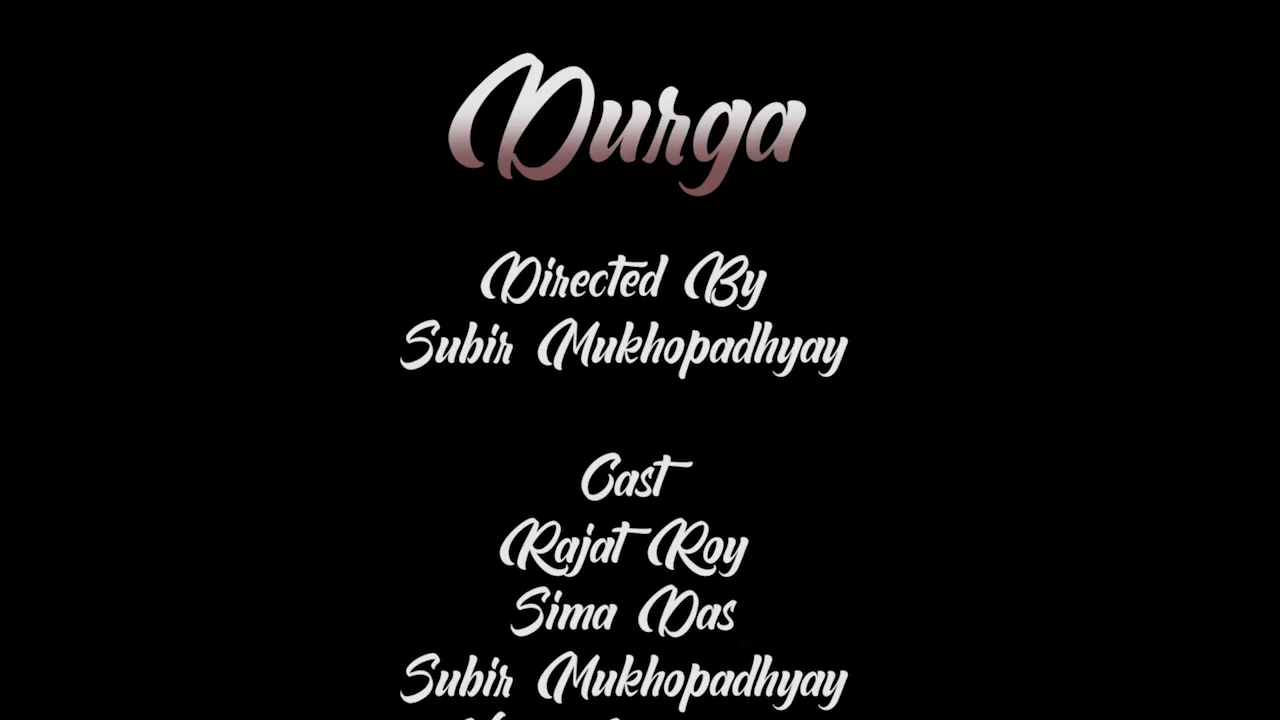 Durga
Directed By
Subir Mukhopadhyay
Cast
Rajat Roy
Sima Das
Subir Mukhopadhyay